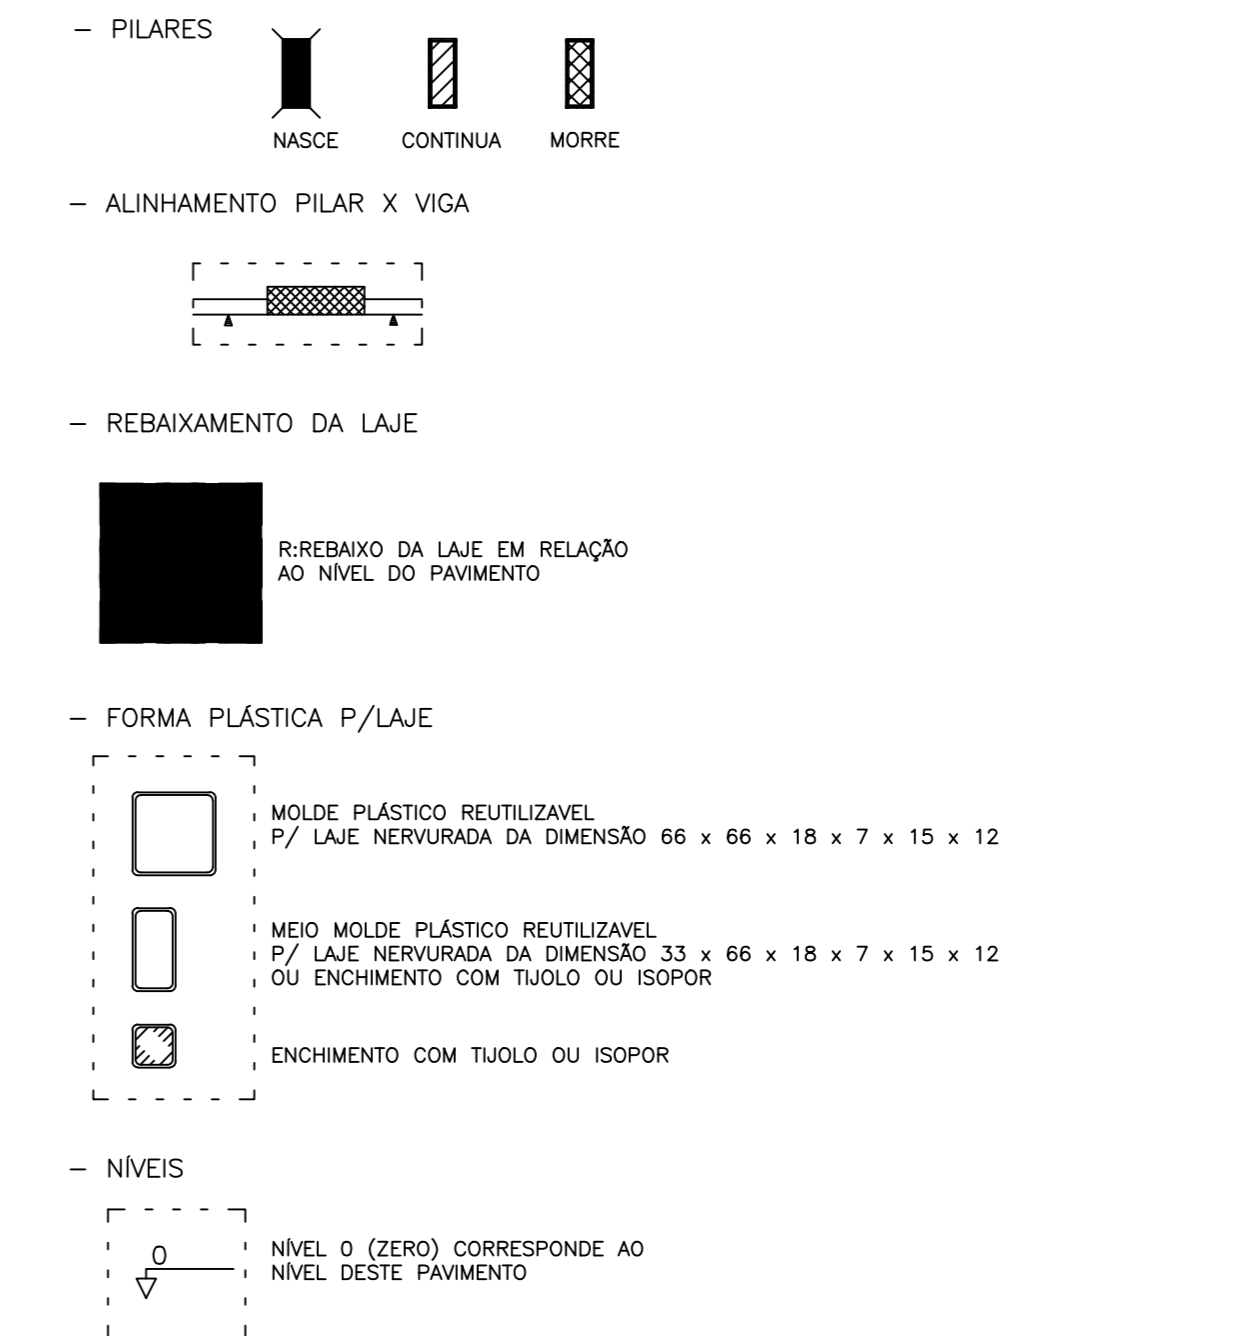 – PILARES
NASCE CONTINUA MORRE
– ALINHAMENTO PILAR X VIGA
– REBAIXAMENTO DA LAJE
R:REBAIXO DA LAJE EM RELAÇÃO
AO NÍVEL DO PAVIMENTO
– FORMA PLÁSTICA P/LAJE
MOLDE PLÁSTICO REUTILIZAVEL
P/ LAJE NERVURADA DA DIMENSÃO 66 x 66 x 18 x 7 x 15 x 12
MEIO MOLDE PLÁSTICO REUTILIZAVEL
P/ LAJE NERVURADA DA DIMENSÃO 33 x 66 x 18 x 7 x 15 x 12
OU ENCHIMENTO COM TIJOLO OU ISOPOR
ENCHIMENTO COM TIJOLO OU ISOPOR
– NÍVEIS
0
NÍVEL 0 (ZERO) CORRESPONDE AO
NÍVEL DESTE PAVIMENTO